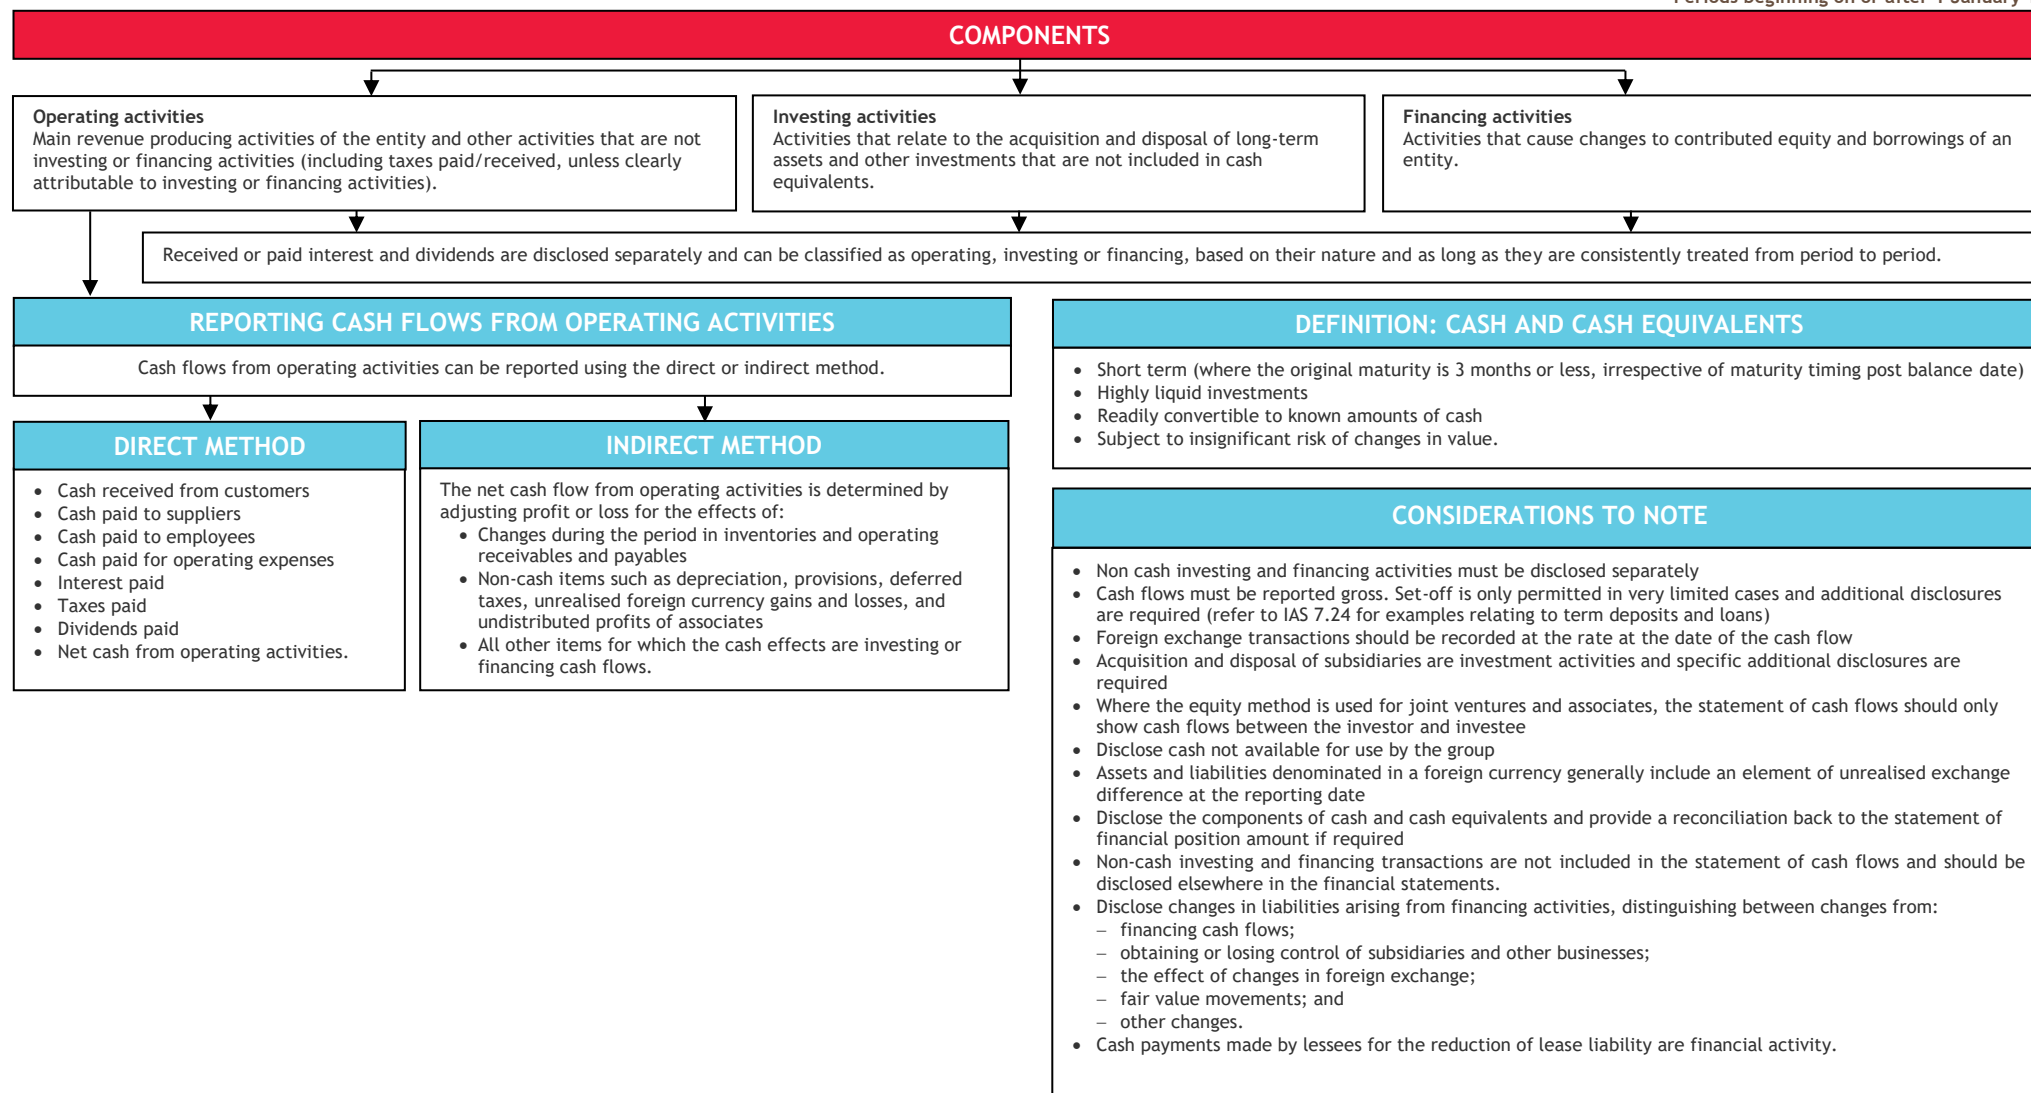 Periods beginning on or after 1 January
COMPONENTS
Operating activities
Main revenue producing activities of the entity and other activities that are not
investing or financing activities (including taxes paid/received, unless clearly
attributable to investing or financing activities).
Investing activities
Activities that relate to the acquisition and disposal of long-term
assets and other investments that are not included in cash
equivalents.
Financing activities
Activities that cause changes to contributed equity and borrowings of an
entity.
Received or paid interest and dividends are disclosed separately and can be classified as operating, investing or financing, based on their nature and as long as they are consistently treated from period to period.
REPORTING CASH FLOWS FROM OPERATING ACTIVITIES
Cash flows from operating activities can be reported using the direct or indirect method.
DIRECT METHOD
• Cash received from customers
• Cash paid to suppliers
• Cash paid to employees
• Cash paid for operating expenses
• Interest paid
• Taxes paid
• Dividends paid
• Net cash from operating activities.
INDIRECT METHOD
The net cash flow from operating activities is determined by
adjusting profit or loss for the effects of:
• Changes during the period in inventories and operating
receivables and payables
• Non-cash items such as depreciation, provisions, deferred
taxes, unrealised foreign currency gains and losses, and
undistributed profits of associates
• All other items for which the cash effects are investing or
financing cash flows.
DEFINITION: CASH AND CASH EQUIVALENTS
• Short term (where the original maturity is 3 months or less, irrespective of maturity timing post balance date)
• Highly liquid investments
• Readily convertible to known amounts of cash
• Subject to insignificant risk of changes in value.
CONSIDERATIONS TO NOTE
• Non cash investing and financing activities must be disclosed separately
• Cash flows must be reported gross. Set-off is only permitted in very limited cases and additional disclosures
are required (refer to IAS 7.24 for examples relating to term deposits and loans)
• Foreign exchange transactions should be recorded at the rate at the date of the cash flow
• Acquisition and disposal of subsidiaries are investment activities and specific additional disclosures are
required
• Where the equity method is used for joint ventures and associates, the statement of cash flows should only
show cash flows between the investor and investee
• Disclose cash not available for use by the group
• Assets and liabilities denominated in a foreign currency generally include an element of unrealised exchange
difference at the reporting date
• Disclose the components of cash and cash equivalents and provide a reconciliation back to the statement of
financial position amount if required
• Non-cash investing and financing transactions are not included in the statement of cash flows and should be
disclosed elsewhere in the financial statements.
• Disclose changes in liabilities arising from financing activities, distinguishing between changes from:
– financing cash flows;
– obtaining or losing control of subsidiaries and other businesses;
– the effect of changes in foreign exchange;
– fair value movements; and
– other changes.
• Cash payments made by lessees for the reduction of lease liability are financial activity.